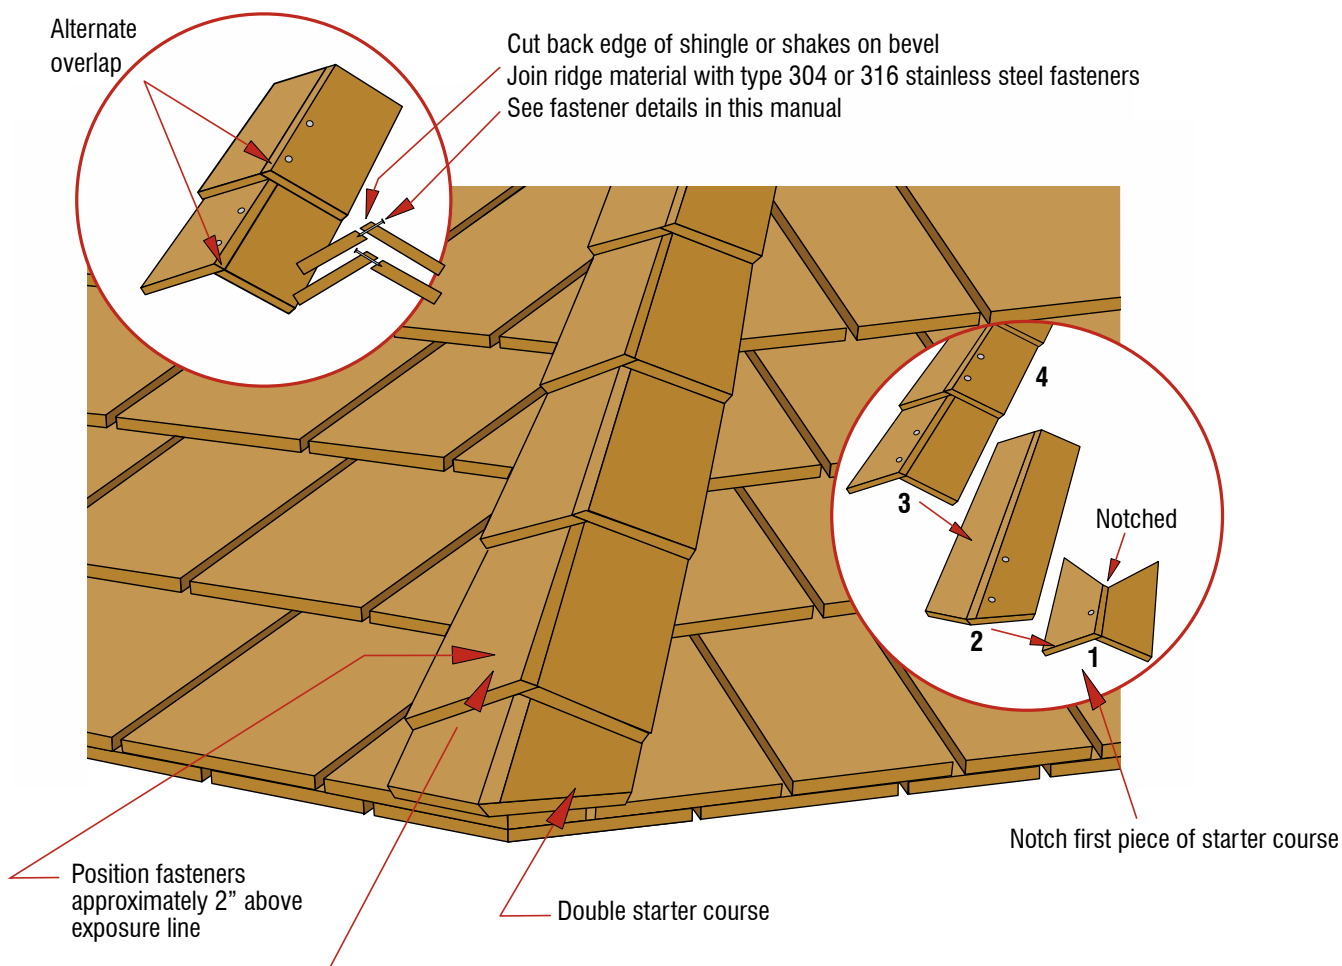 Alternate
overlap
Cut back edge of shingle or shakes on bevel
Join ridge material with type 304 or 316 stainless steel fasteners
See fastener details in this manual
4
3
Notched
2
1
Notch first piece of starter course
Position fasteners
approximately 2” above
exposure line
Double starter course